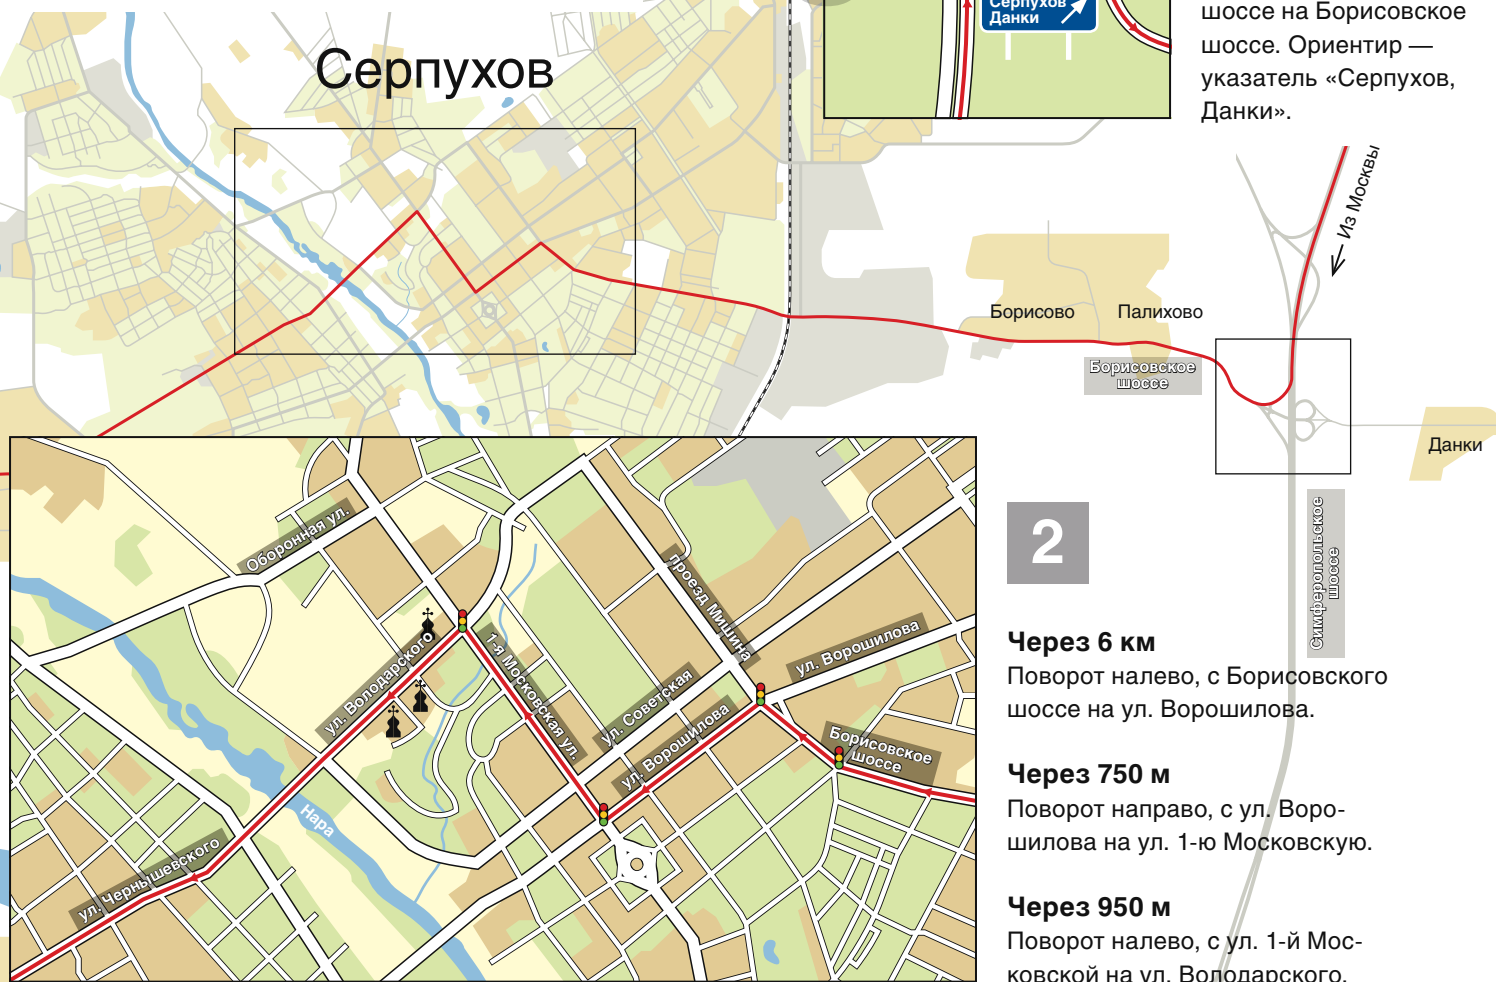 Серпухов
Серпухов
Данки
шоссе на Борисовское
шоссе. Ориентир —
указатель «Серпухов,
Данки».
Из Москвы
Борисово
Палихово
Борисовское
шоссе
Данки
Симферопольское
шоссе
Оборонная ул.
проезд Мишина
ул. Ворошилова
ул. Володарского
1-я Московская ул.
ул. Советская
ул. Ворошилова
Борисовское
шоссе
Нара
ул. Чернышевского
2
Через 6 км
Поворот налево, с Борисовского
шоссе на ул. Ворошилова.
Через 750 м
Поворот направо, с ул. Воро-
шилова на ул. 1-ю Московскую.
Через 950 м
Поворот налево, с ул. 1-й Мос-
ковской на ул. Володарского.